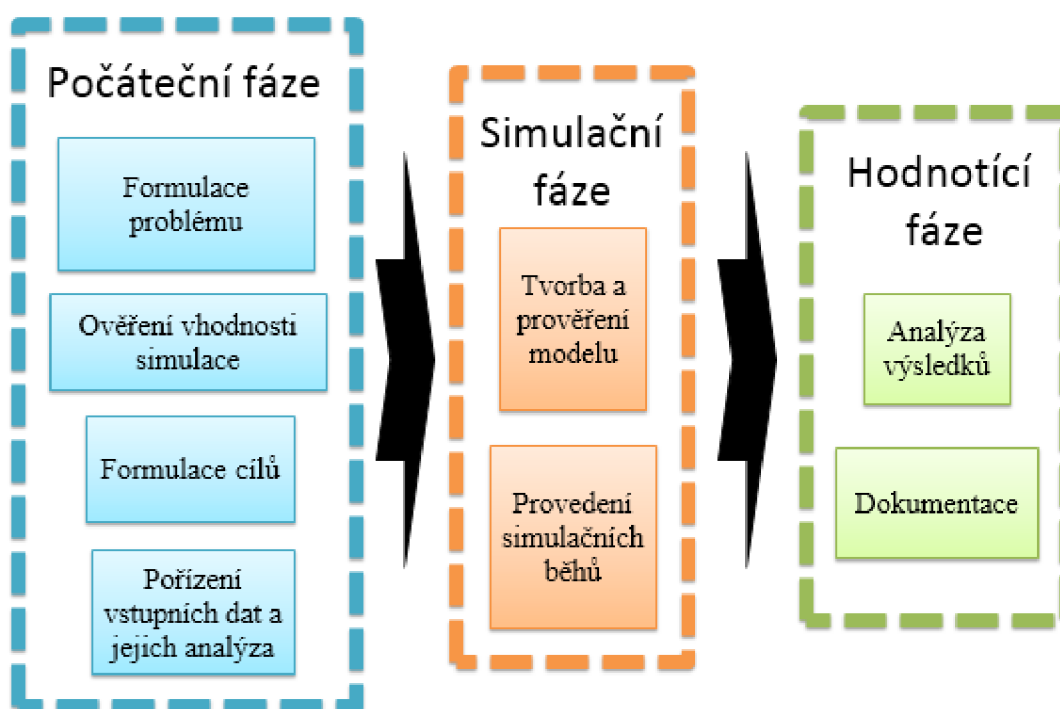 Počáteční fáze
Formulace
problému
Ověření vhodnosti
simulace
Formulace cílů
Pořízení
vstupních dat a
jejich analýza
Simulační
fáze
Tvorba a
prověření
modelu
Provedení
simulačních
běhů
Hodnotící
fáze
Analýza
výsledků
Dokumentace